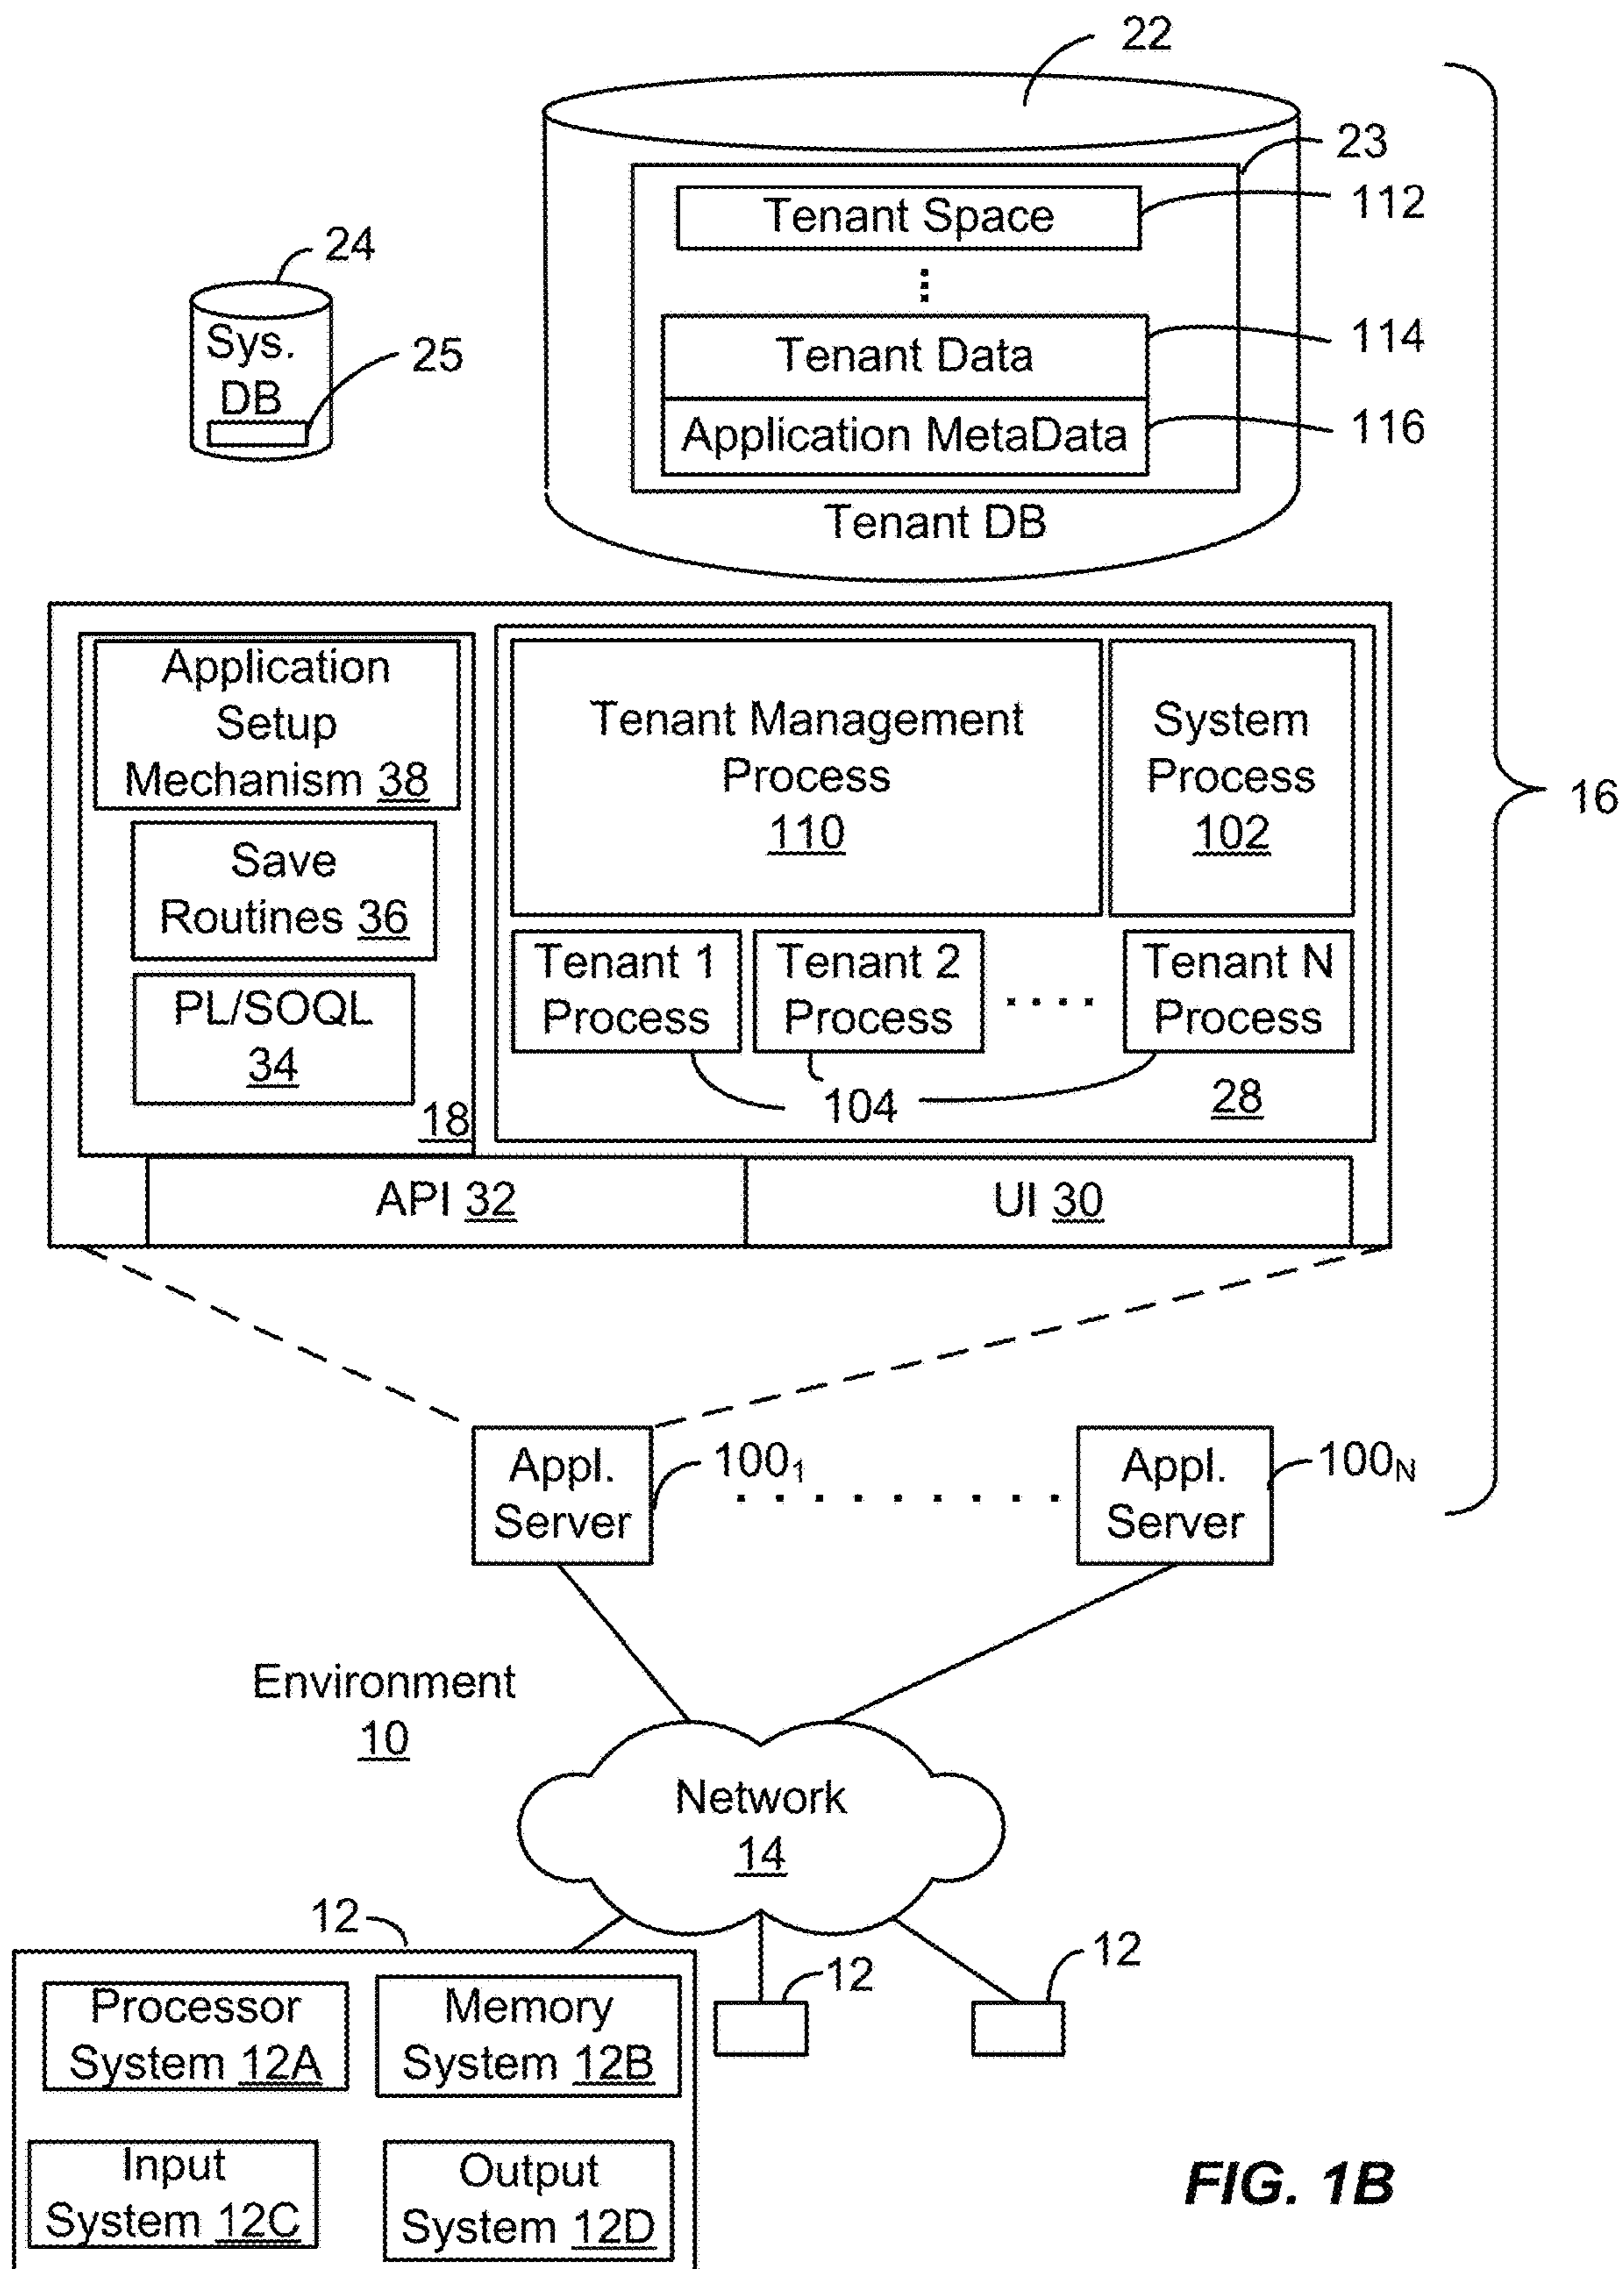 22
23
Tenant Space
112
24
Sys.
DB
25
Tenant Data
114
Application MetaData
116
Tenant DB
Application
Setup
Mechanism 38
Save
Routines 36
PL/SOQL
34
18
Tenant Management
Process
110
System
Process
102
Tenant 1
Process
Tenant 2
Process
Tenant N
Process
104
28
API 32
UI 30
16
Appl.
Server
100₁
Appl.
Server
100N
Environment
10
Network
14
12
12
12
Processor
System 12A
Memory
System 12B
Input
System 12C
Output
System 12D
FIG. 1B